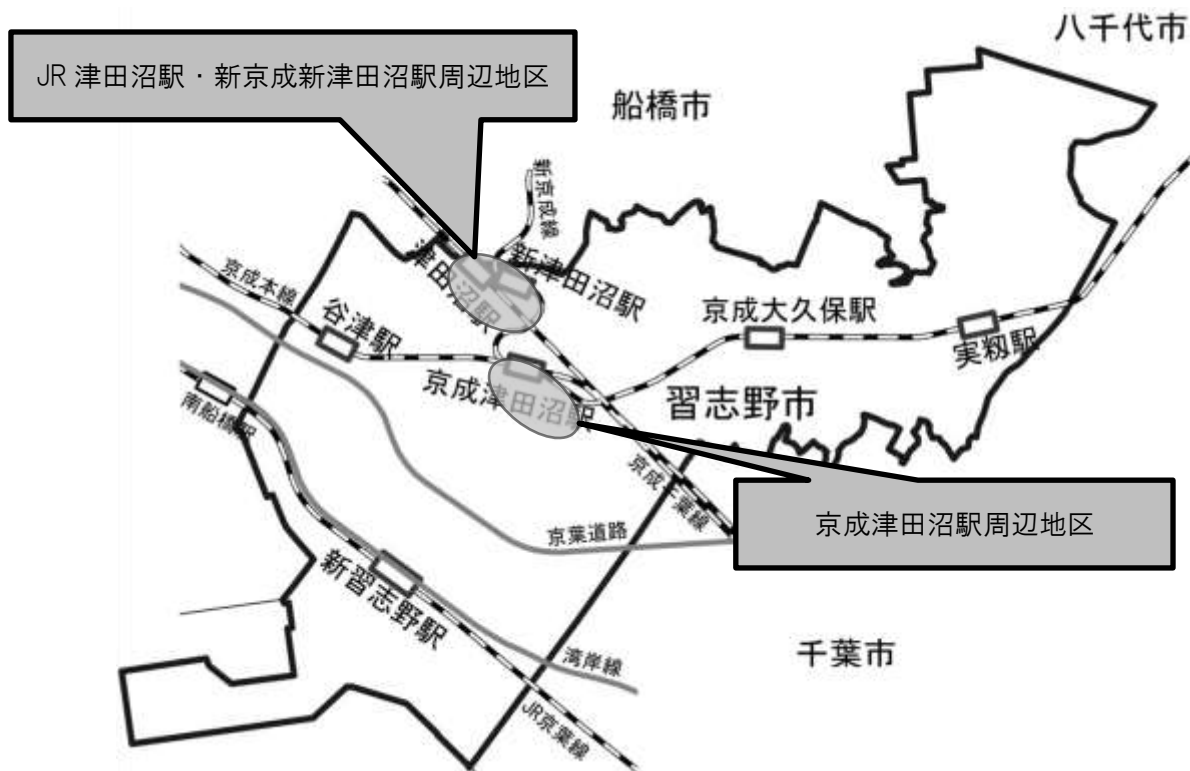 八千代市
JR 津田沼駅・新京成新津田沼駅周辺地区
船橋市
新京成線
津田沼駅
新津田沼駅
京成本線
谷津駅
京成大久保駅
実籾駅
京成津田沼駅
習志野市
南船橋駅
京成千葉線
京成津田沼駅周辺地区
京葉道路
新習志野駅
千葉市
湾岸線
JR京葉線